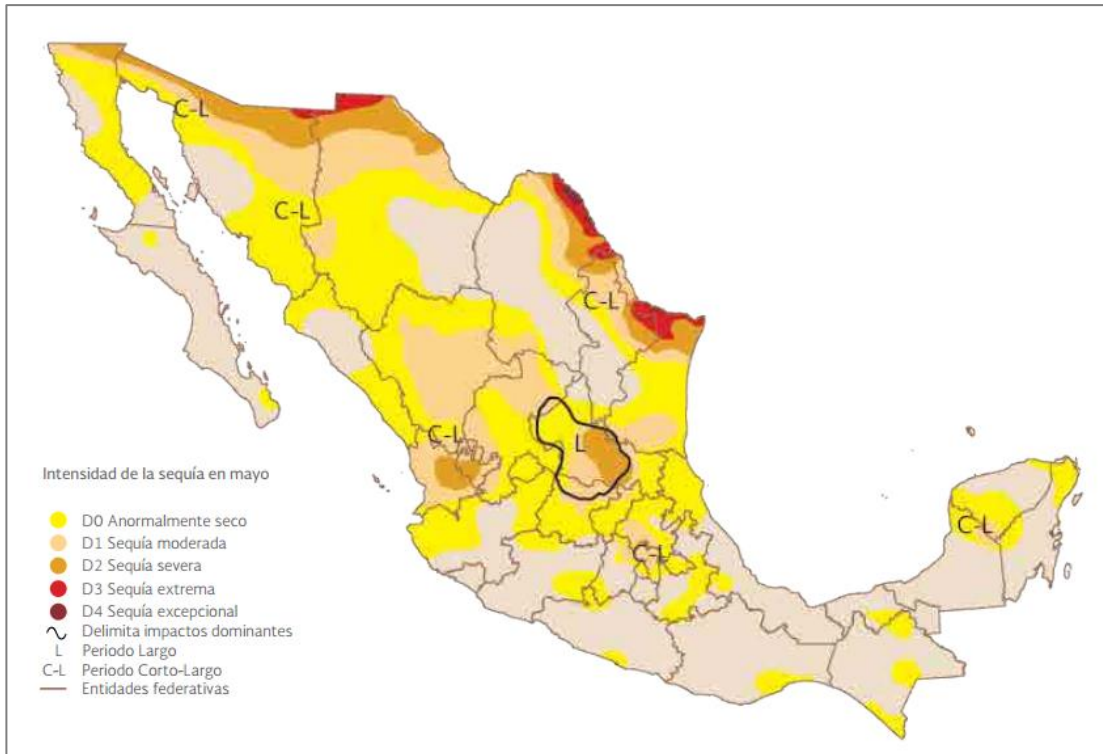 C-L
C-L
C-L
C-L
L
Intensidad de la sequía en mayo
D0 Anormalmente seco
D1 Sequía moderada
D2 Sequía severa
D3 Sequía extrema
D4 Sequía excepcional
Delimita impactos dominantes
L Periodo Largo
C-L Periodo Corto-Largo
Entidades federativas
C-L
C-L